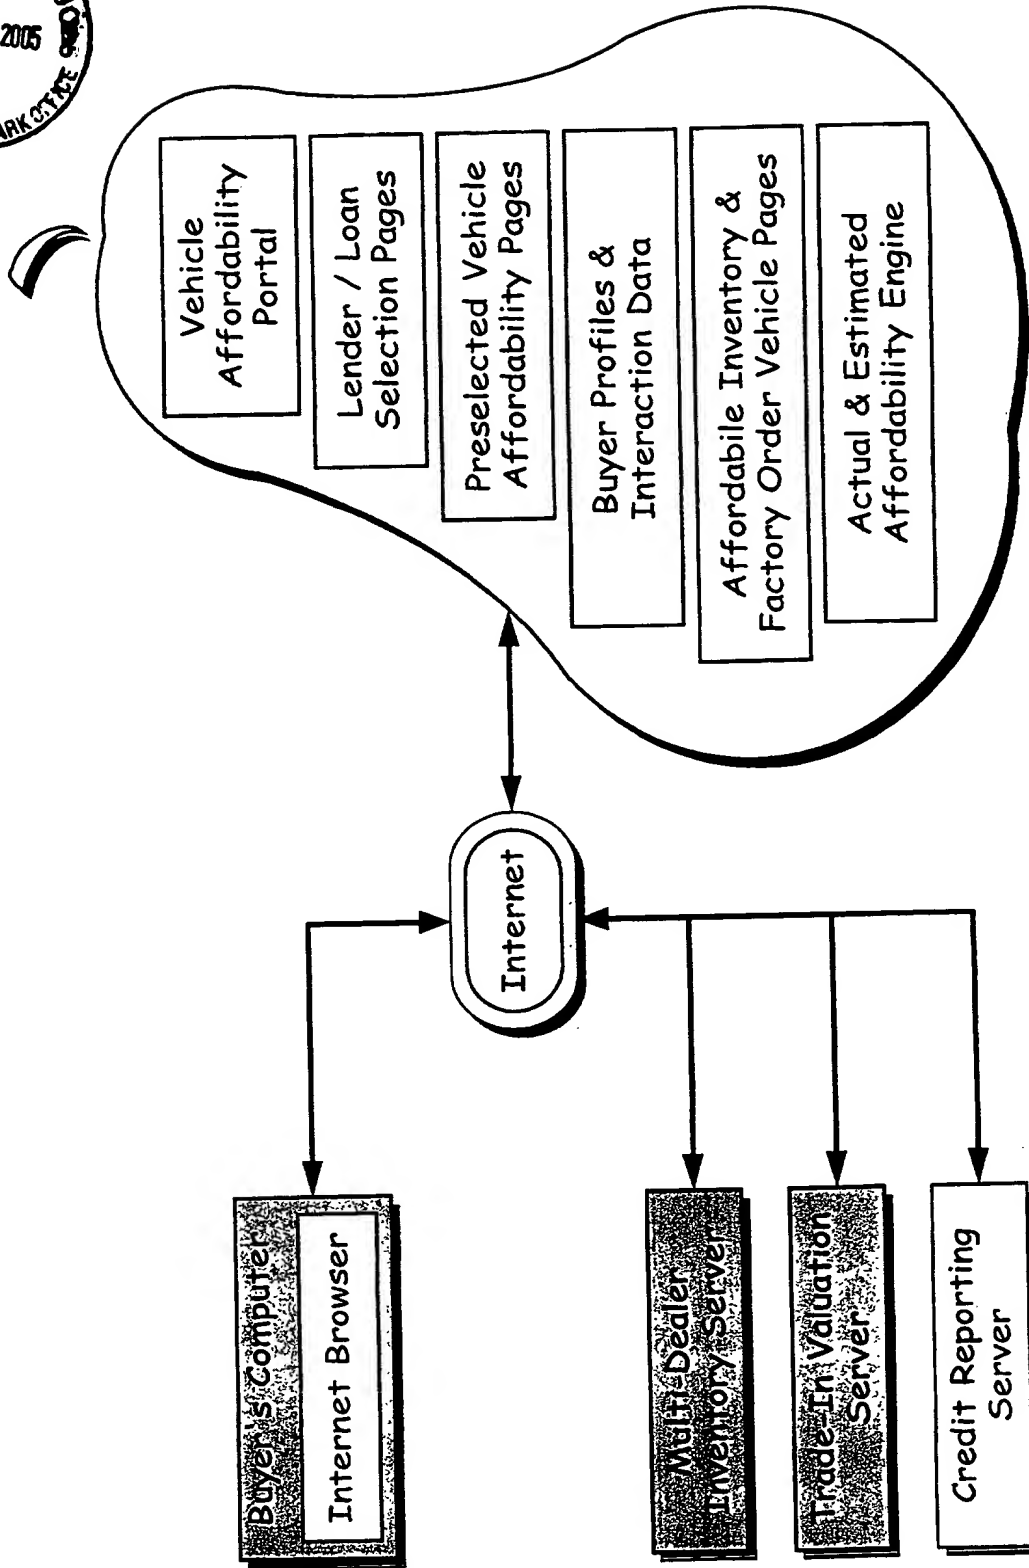 2005
Vehicle
Affordability
Portal
Lender / Loan
Selection Pages
Preselected Vehicle
Affordability Pages
Buyer Profiles &
Interaction Data
Affordabile Inventory &
Factory Order Vehicle Pages
Actual & Estimated
Affordability Engine
Internet
Buyer's Computer
Internet Browser
Multi-Dealer
Inventory Server
Trade-In Valuation
Server
Credit Reporting
Server